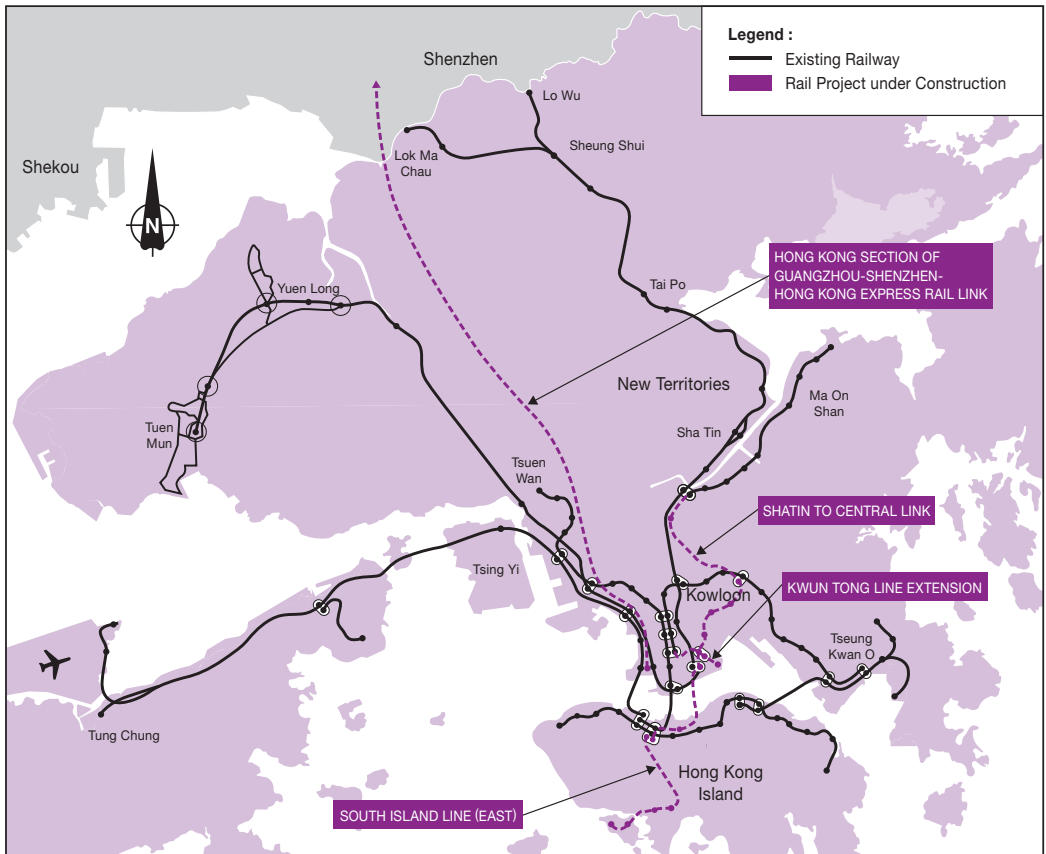 Legend :
Existing Railway
Rail Project under Construction
Shenzhen
Lo Wu
Sheung Shui
Lok Ma
Chau
Shekou
N
HONG KONG SECTION OF
GUANGZHOU-SHENZHEN-
HONG KONG EXPRESS RAIL LINK
Yuen Long
Tai Po
New Territories
Ma On
Shan
Tuen
Mun
Sha Tin
Tsuen
Wan
SHATIN TO CENTRAL LINK
Tsing Yi
Kowloon
KWUN TONG LINE EXTENSION
Tseung
Kwan O
Tung Chung
Hong Kong
Island
SOUTH ISLAND LINE (EAST)